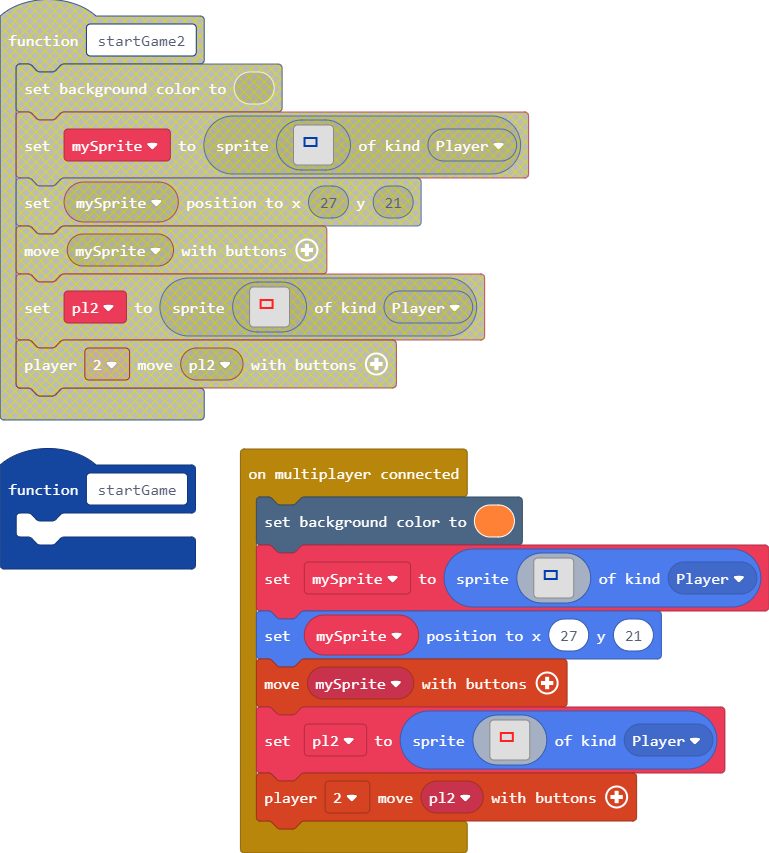 function startGame2
set background color to
set mySprite to sprite of kind Player
set mySprite position to x 27 y 21
move mySprite with buttons
set pl2 to sprite of kind Player
player 2 move pl2 with buttons
function startGame
on multiplayer connected
set background color to
set mySprite to sprite of kind Player
set mySprite position to x 27 y 21
move mySprite with buttons
set pl2 to sprite of kind Player
player 2 move pl2 with buttons